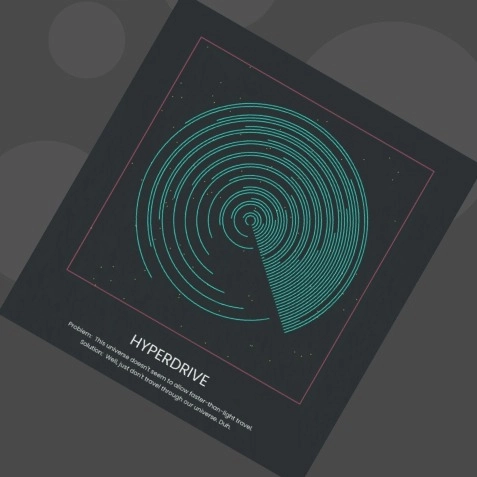 HYPERDRIVE
Problem: This universe doesn't seem to allow faster-than-light travel.
Solution: Well, just don't travel through our universe. Duh.